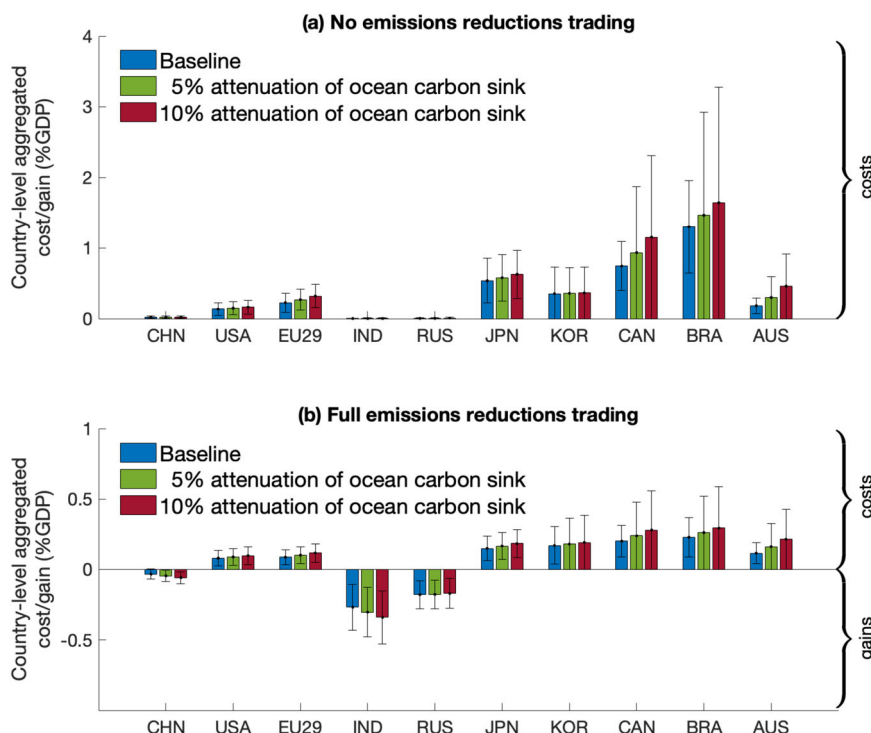 (a) No emissions reductions trading
Country-level aggregated
cost/gain (%GDP)
4
3
2
1
0
Baseline
5% attenuation of ocean carbon sink
10% attenuation of ocean carbon sink
costs
CHN USA EU29 IND RUS JPN KOR CAN BRA AUS
(b) Full emissions reductions trading
Country-level aggregated
cost/gain (%GDP)
1
0.5
0
-0.5
Baseline
5% attenuation of ocean carbon sink
10% attenuation of ocean carbon sink
costs
gains
CHN USA EU29 IND RUS JPN KOR CAN BRA AUS